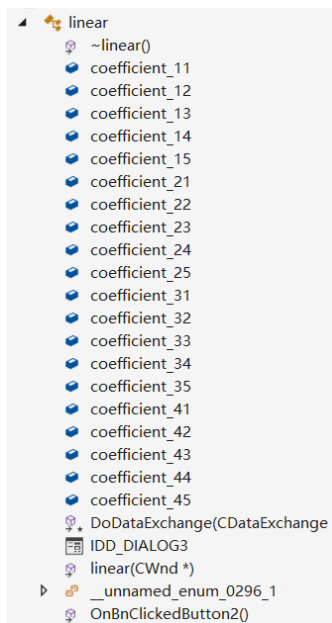 linear
~linear()
coefficient_11
coefficient_12
coefficient_13
coefficient_14
coefficient_15
coefficient_21
coefficient_22
coefficient_23
coefficient_24
coefficient_25
coefficient_31
coefficient_32
coefficient_33
coefficient_34
coefficient_35
coefficient_41
coefficient_42
coefficient_43
coefficient_44
coefficient_45
DoDataExchange(CDataExchange
IDD_DIALOG3
linear(CWnd *)
__unnamed_enum_0296_1
OnBnClickedButton2()